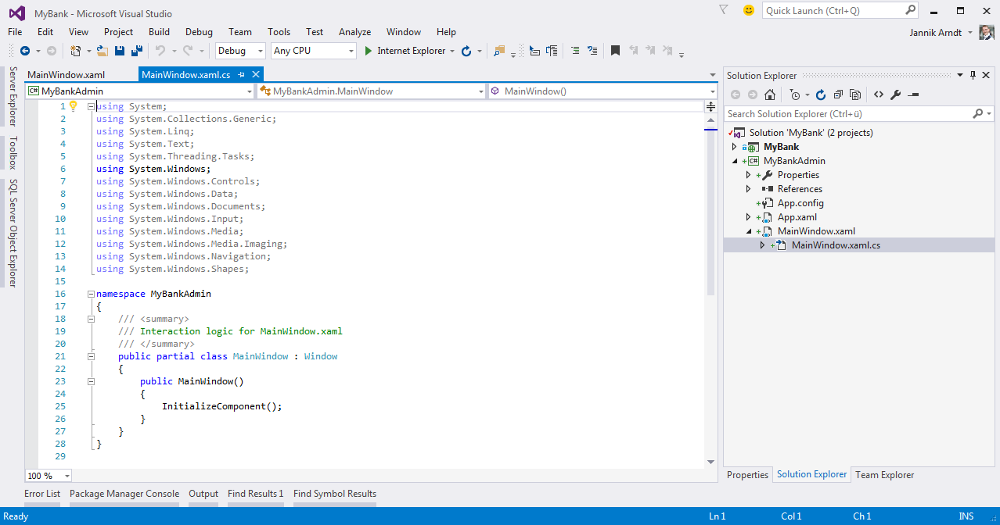 MyBank - Microsoft Visual Studio
Quick Launch (Ctrl+Q)
File Edit View Project Build Debug Team Tools Test Analyze Window Help
Jannik Arndt
Debug Any CPU Internet Explorer
Server Explorer
Toolbox
SQL Server Object Explorer
MainWindow.xaml MainWindow.xaml.cs
C# MyBankAdmin MyBankAdmin.MainWindow MainWindow()
1 using System;
2 using System.Collections.Generic;
3 using System.Linq;
4 using System.Text;
5 using System.Threading.Tasks;
6 using System.Windows;
7 using System.Windows.Controls;
8 using System.Windows.Data;
9 using System.Windows.Documents;
10 using System.Windows.Input;
11 using System.Windows.Media;
12 using System.Windows.Media.Imaging;
13 using System.Windows.Navigation;
14 using System.Windows.Shapes;
15
16 namespace MyBankAdmin
17 {
18 /// <summary>
19 /// Interaction logic for MainWindow.xaml
20 /// </summary>
21 public partial class MainWindow : Window
22 {
23 public MainWindow()
24 {
25 InitializeComponent();
26 }
27 }
28 }
29
100 %
Solution Explorer
Search Solution Explorer (Ctrl+ü)
Solution 'MyBank' (2 projects)
MyBank
C# MyBankAdmin
Properties
References
App.config
App.xaml
MainWindow.xaml
MainWindow.xaml.cs
Properties Solution Explorer Team Explorer
Error List Package Manager Console Output Find Results 1 Find Symbol Results
Ready Ln 1 Col 1 Ch 1 INS